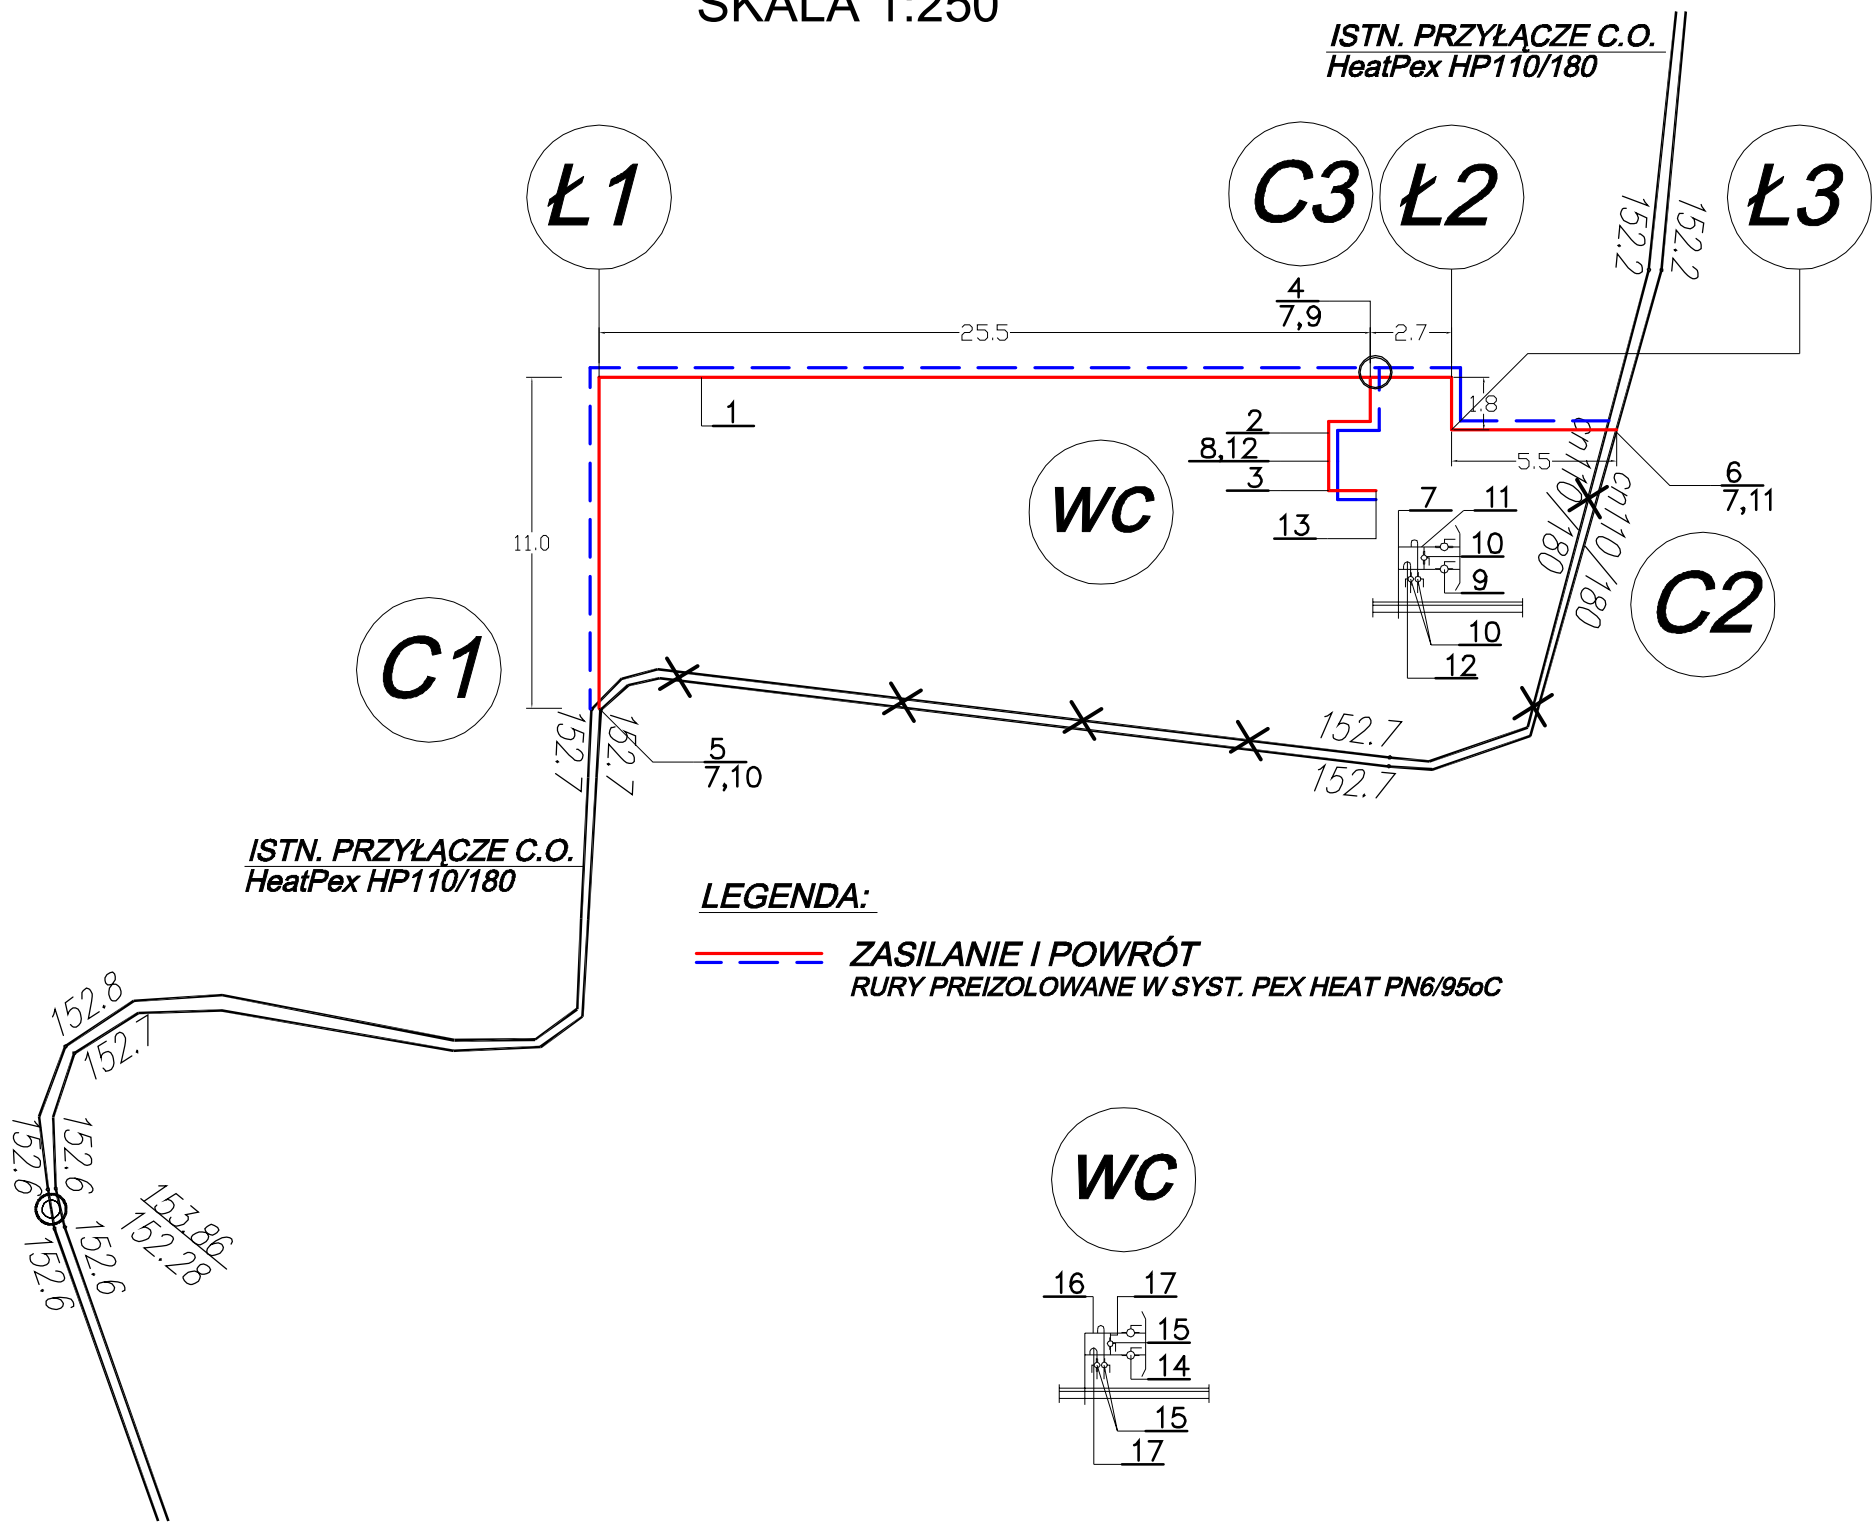 SKALA 1:250
ISTN. PRZYŁĄCZE C.O.
HeatPex HP110/180
Ł1
C3
Ł2
Ł3
152.2
152.2
4
7,9
25.5
2.7
1
2
8,12
3
13
1.8
5.5
6
7,11
cn110/180
cn110/180
11.0
WC
7
11
10
9
10
12
C2
C1
152.7
152.7
5
7,10
152.7
152.7
ISTN. PRZYŁĄCZE C.O.
HeatPex HP110/180
LEGENDA:
ZASILANIE I POWRÓT
RURY PREIZOLOWANE W SYST. PEX HEAT PN6/95oC
152.8
152.7
152.6
152.6
153.86
152.28
152.6
152.6
WC
16
17
15
14
15
17